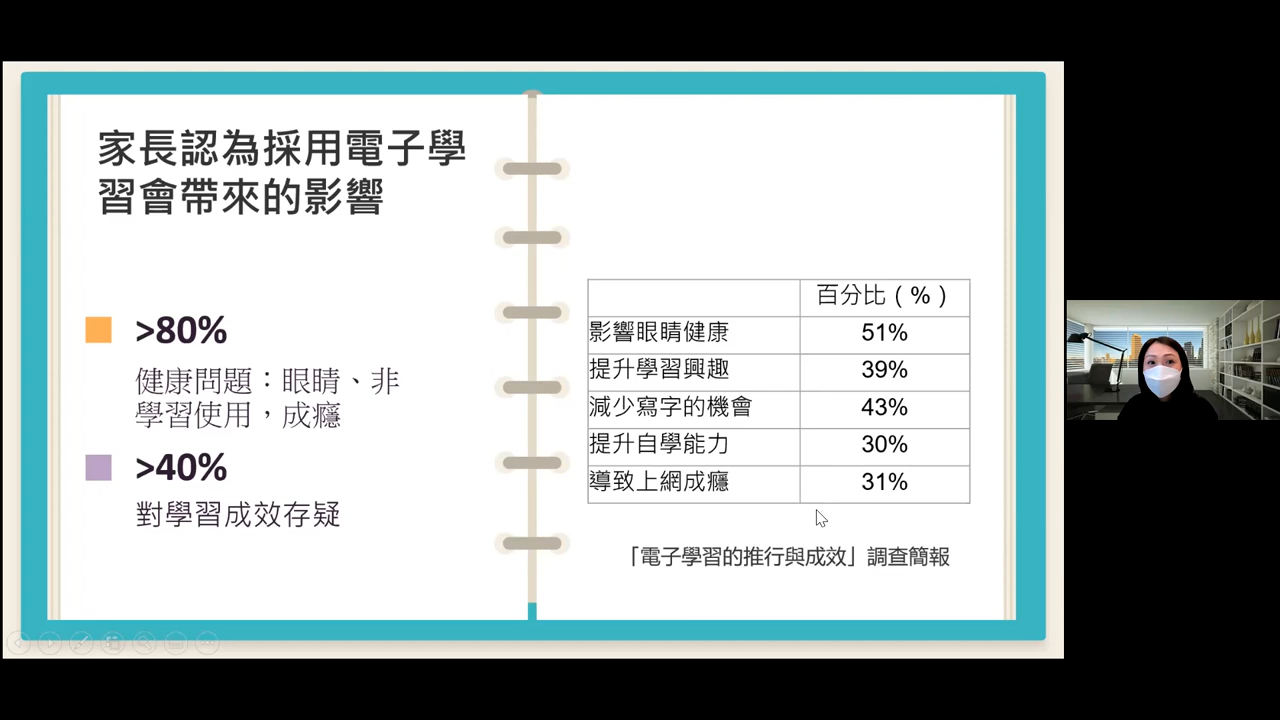 家長認為採用電子學
習會帶來的影響
>80%
健康問題：眼睛、非
學習使用，成癮
>40%
對學習成效存疑
百分比（%）
影響眼睛健康 51%
提升學習興趣 39%
減少寫字的機會 43%
提升自學能力 30%
導致上網成癮 31%
「電子學習的推行與成效」調查簡報